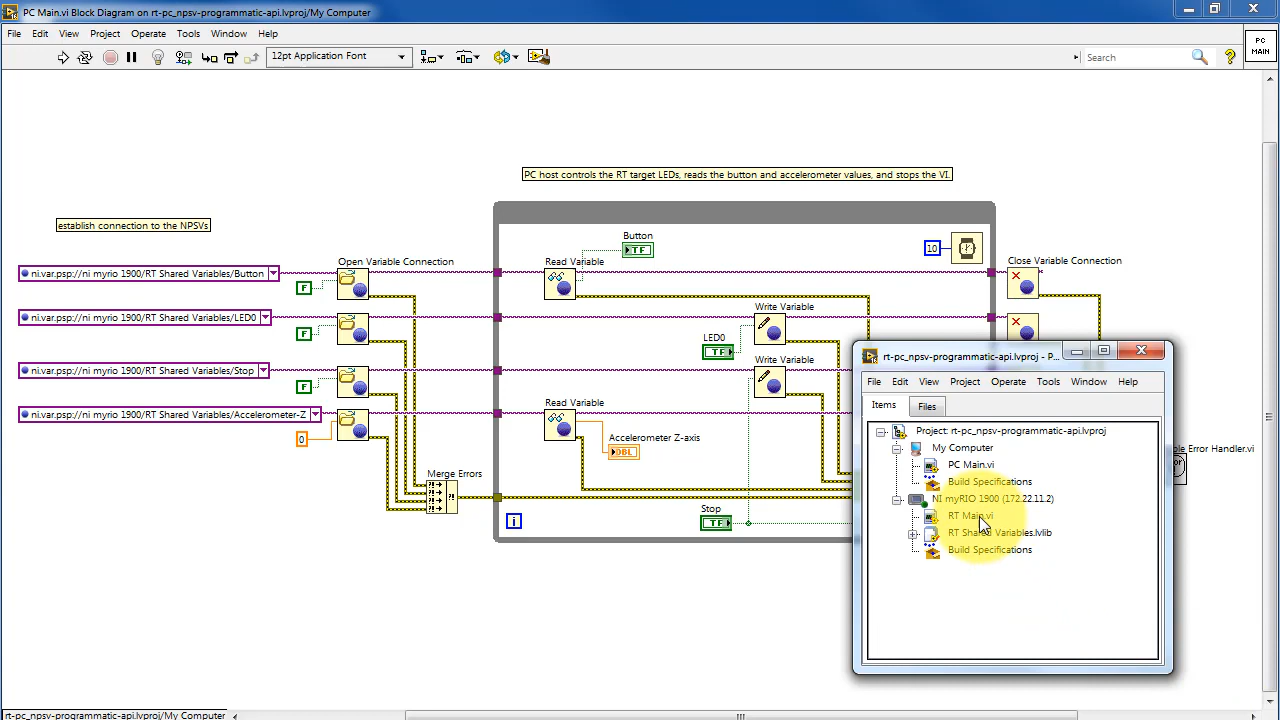 PC Main.vi Block Diagram on rt-pc_npsv-programmatic-api.lvproj/My Computer
File Edit View Project Operate Tools Window Help
12pt Application Font
Search
PC
MAIN
PC host controls the RT target LEDs, reads the button and accelerometer values, and stops the VI.
establish connection to the NPSVs
Button
TF
10
Open Variable Connection
Read Variable
Close Variable Connection
ni.var.psp://ni myrio 1900/RT Shared Variables/Button
F
Write Variable
ni.var.psp://ni myrio 1900/RT Shared Variables/LED0
F
LED0
TF
Write Variable
ni.var.psp://ni myrio 1900/RT Shared Variables/Stop
F
Read Variable
ni.var.psp://ni myrio 1900/RT Shared Variables/Accelerometer-Z
0
Accelerometer Z-axis
DBL
Merge Errors
Stop
TF
i
rt-pc_npsv-programmatic-api.lvproj - P...
File Edit View Project Operate Tools Window Help
Items Files
Project: rt-pc_npsv-programmatic-api.lvproj
My Computer
PC Main.vi
Build Specifications
NI myRIO 1900 (172.22.11.2)
RT Main.vi
RT Shared Variables.lvlib
Build Specifications
Error Handler.vi
rt-pc_npsv-programmatic-api.lvproj/My Computer